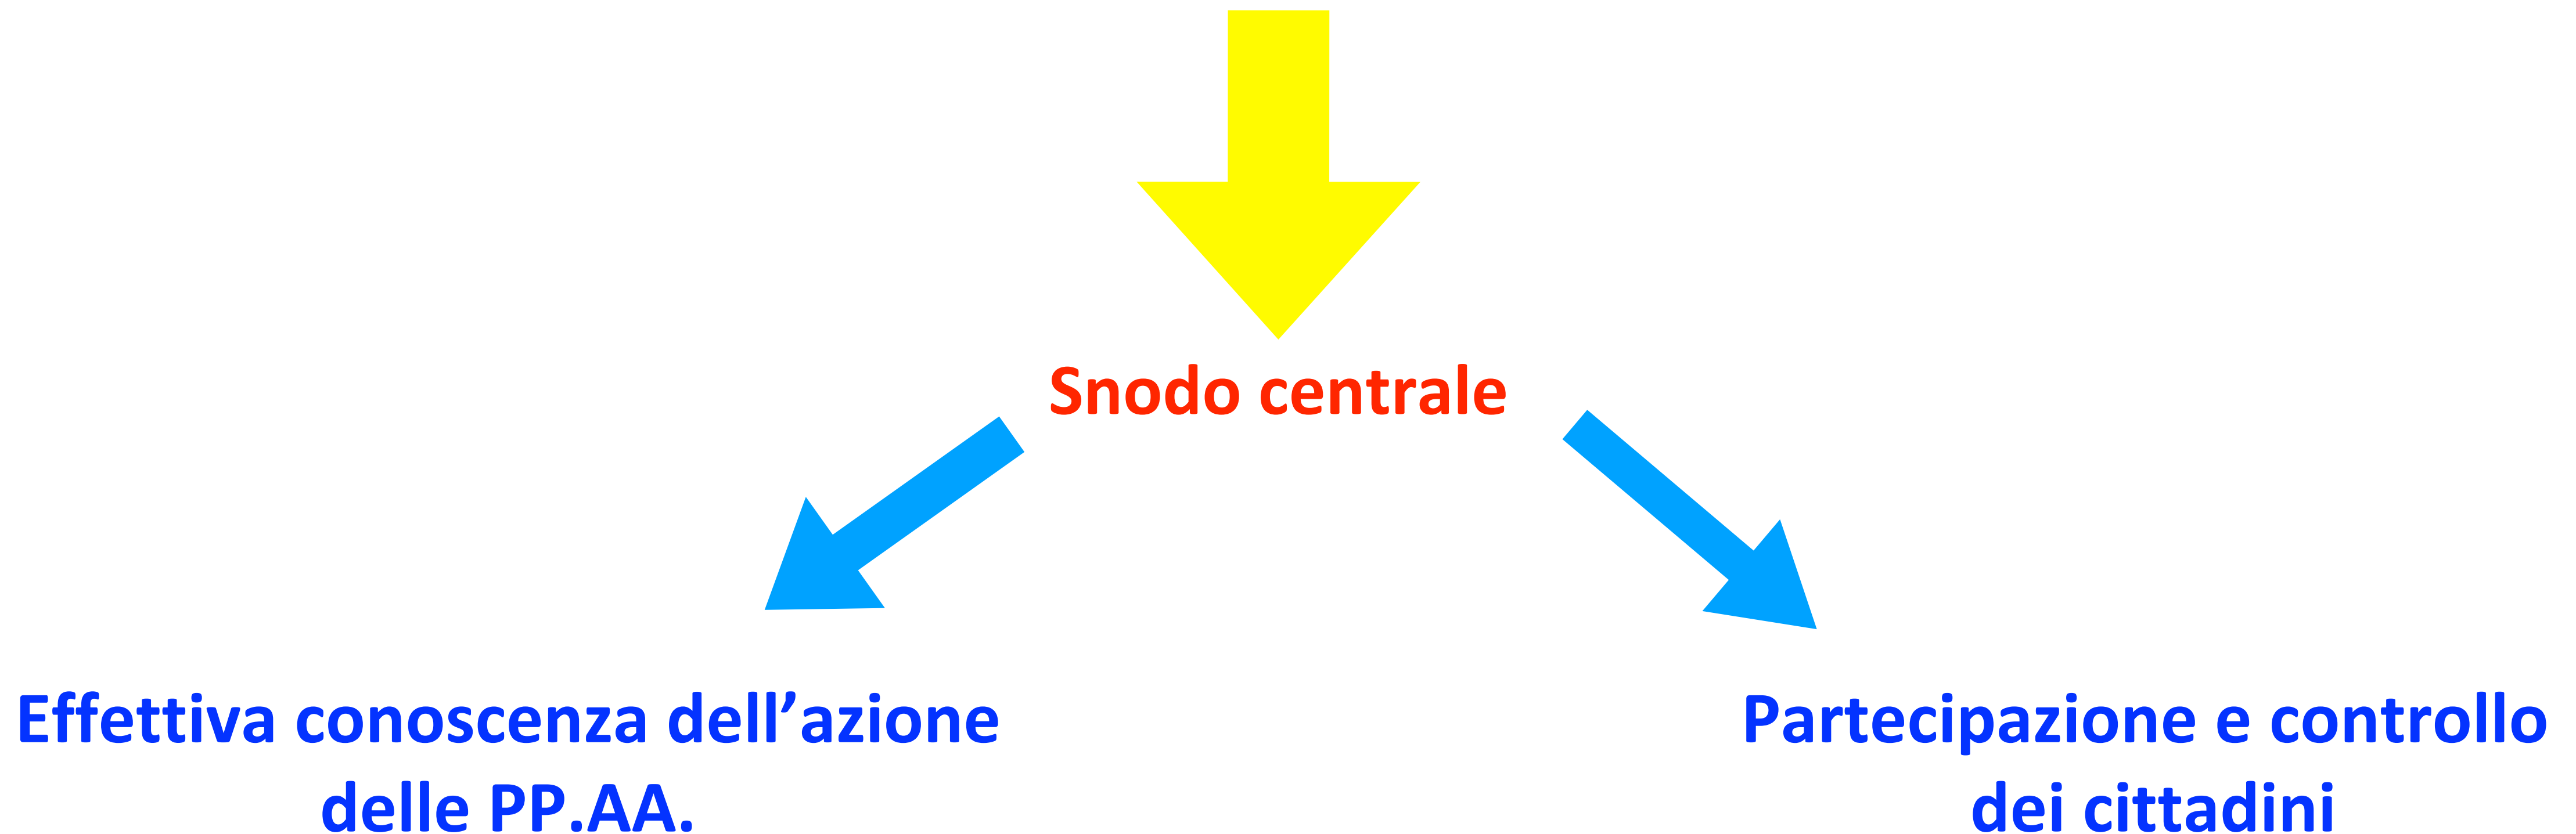 Snodo centrale
Effettiva conoscenza dell’azione
delle PP.AA.
Partecipazione e controllo
dei cittadini